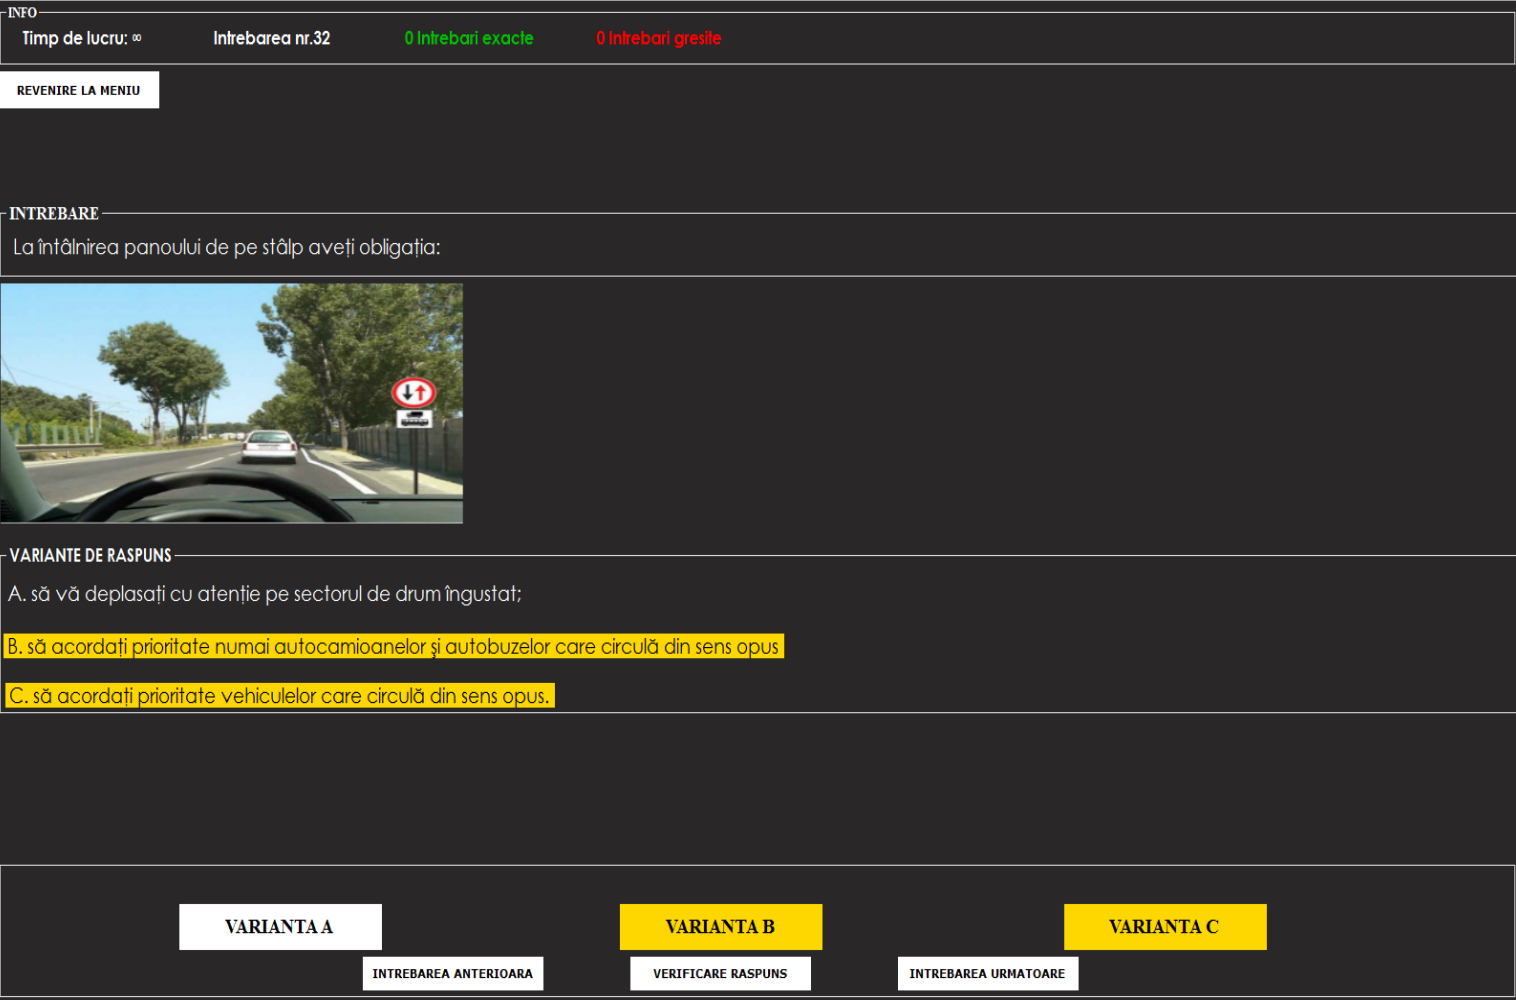 INFO
Timp de lucru: ∞ Intrebarea nr.32 0 Intrebari exacte 0 Intrebari gresite
REVENIRE LA MENIU
INTREBARE
La întâlnirea panoului de pe stâlp aveți obligația:
VARIANTE DE RASPUNS
A. să vă deplasați cu atenție pe sectorul de drum îngustat;
B. să acordați prioritate numai autocamioanelor şi autobuzelor care circulă din sens opus
C. să acordați prioritate vehiculelor care circulă din sens opus.
VARIANTA A VARIANTA B VARIANTA C
INTREBAREA ANTERIOARA VERIFICARE RASPUNS INTREBAREA URMATOARE